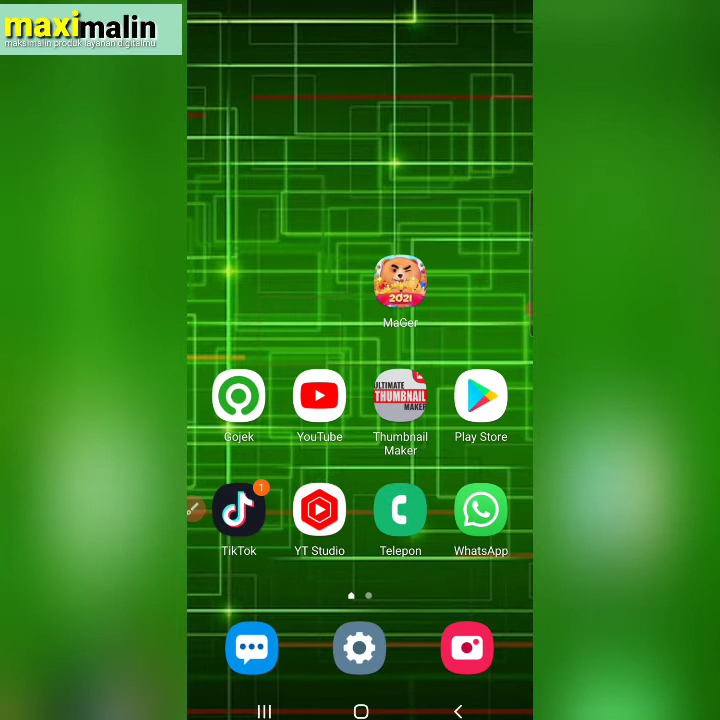 maximalin
maksimalin produk layanan digitalmu
2021
MaGer
ULTIMATE
THUMBNAIL
MAKER
Gojek
YouTube
Thumbnail
Maker
Play Store
1
TikTok
YT Studio
Telepon
WhatsApp